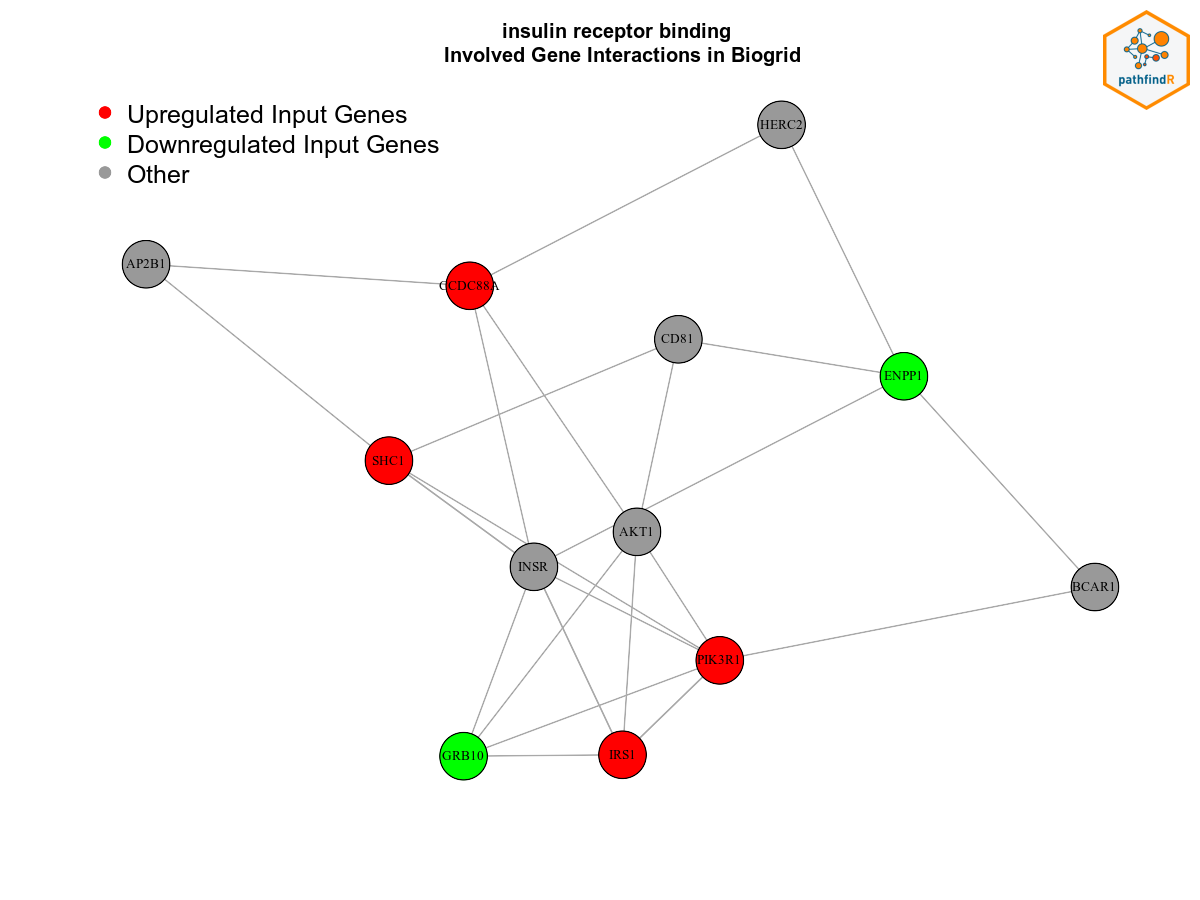 insulin receptor binding
Involved Gene Interactions in Biogrid
pathfindR
Upregulated Input Genes
Downregulated Input Genes
Other
HERC2
AP2B1
CCDC88A
CD81
ENPP1
SHC1
AKT1
INSR
BCAR1
PIK3R1
GRB10
IRS1